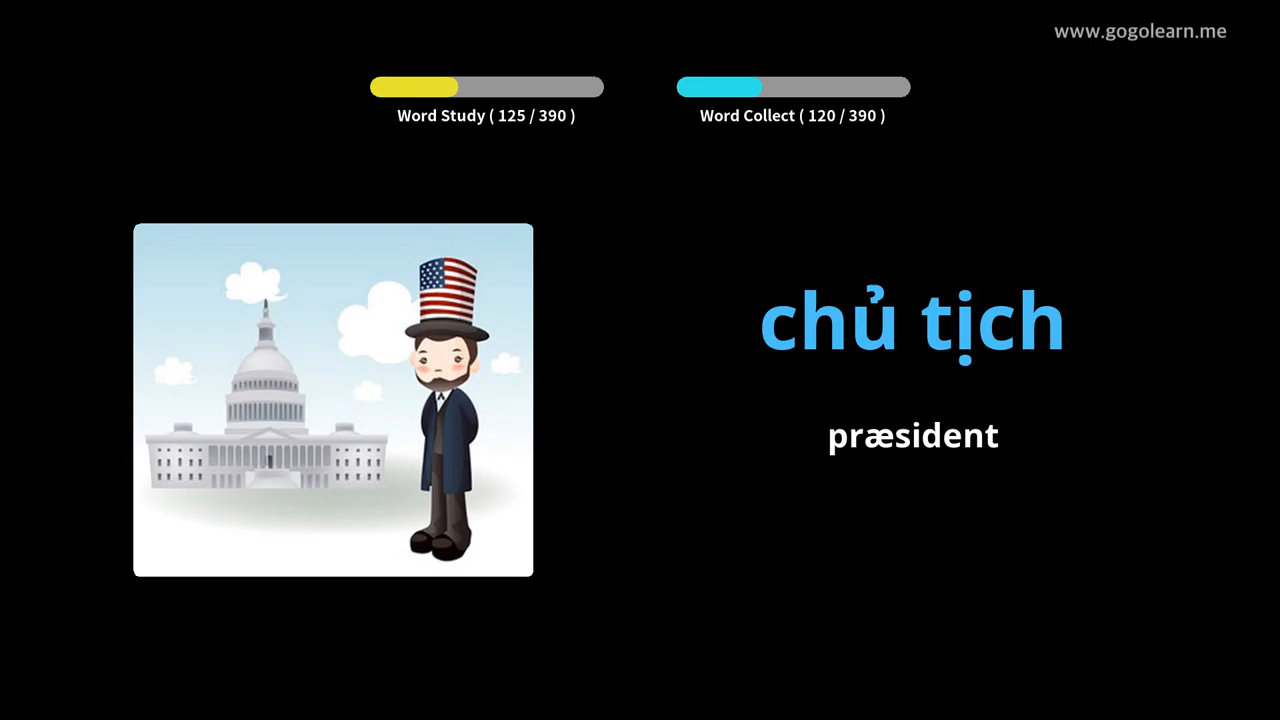 www.gogolearn.me
Word Study ( 125 / 390 )
Word Collect ( 120 / 390 )
chủ tịch
præsident